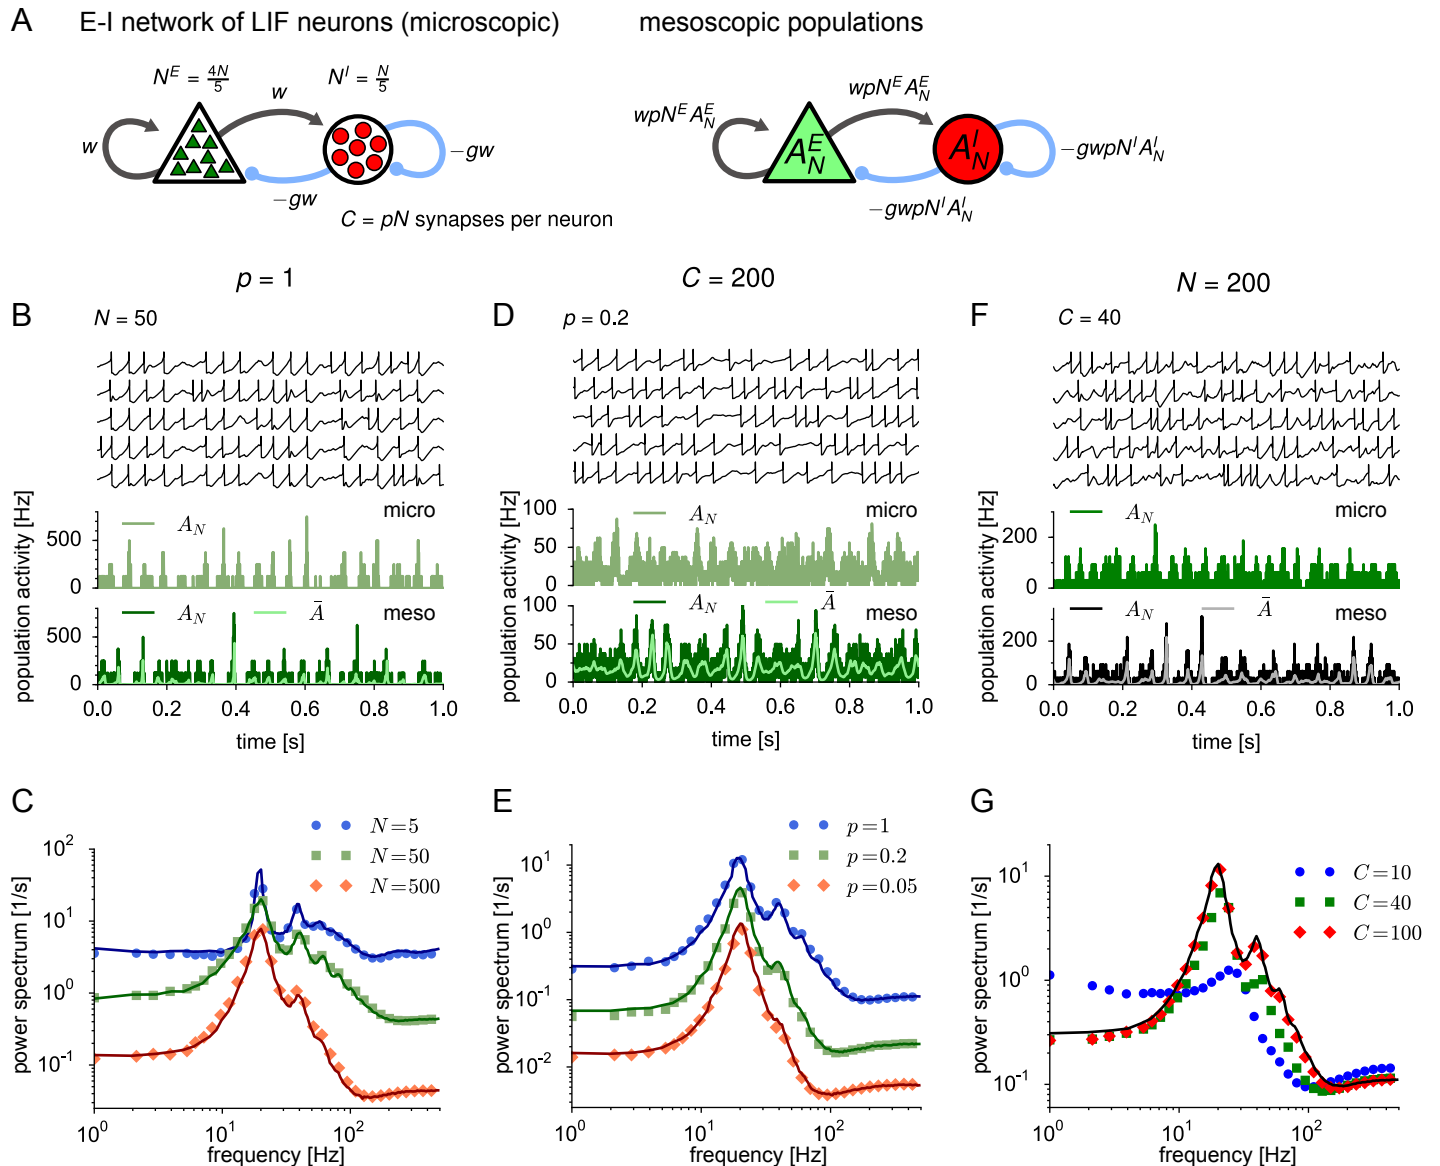 A E-I network of LIF neurons (microscopic) mesoscopic populations
N^E = 4N/5 N^I = N/5
w w -gw -gw
C = pN synapses per neuron
wpN^E A_N^E wpN^E A_N^E
A_N^E A_N^I
-gwpN^I A_N^I -gwpN^I A_N^I
p = 1 C = 200 N = 200
B N = 50
population activity [Hz]
500
0
A_N micro
500
0
A_N Ā meso
0.0 0.2 0.4 0.6 0.8 1.0
time [s]
D p = 0.2
population activity [Hz]
100
50
0
A_N micro
100
50
0
A_N Ā meso
0.0 0.2 0.4 0.6 0.8 1.0
time [s]
F C = 40
population activity [Hz]
200
0
A_N micro
200
0
A_N Ā meso
0.0 0.2 0.4 0.6 0.8 1.0
time [s]
C
power spectrum [1/s]
10^2
10^1
10^0
10^-1
N=5
N=50
N=500
10^0 10^1 10^2
frequency [Hz]
E
power spectrum [1/s]
10^1
10^0
10^-1
10^-2
p=1
p=0.2
p=0.05
10^0 10^1 10^2
frequency [Hz]
G
power spectrum [1/s]
10^1
10^0
10^-1
C=10
C=40
C=100
10^0 10^1 10^2
frequency [Hz]